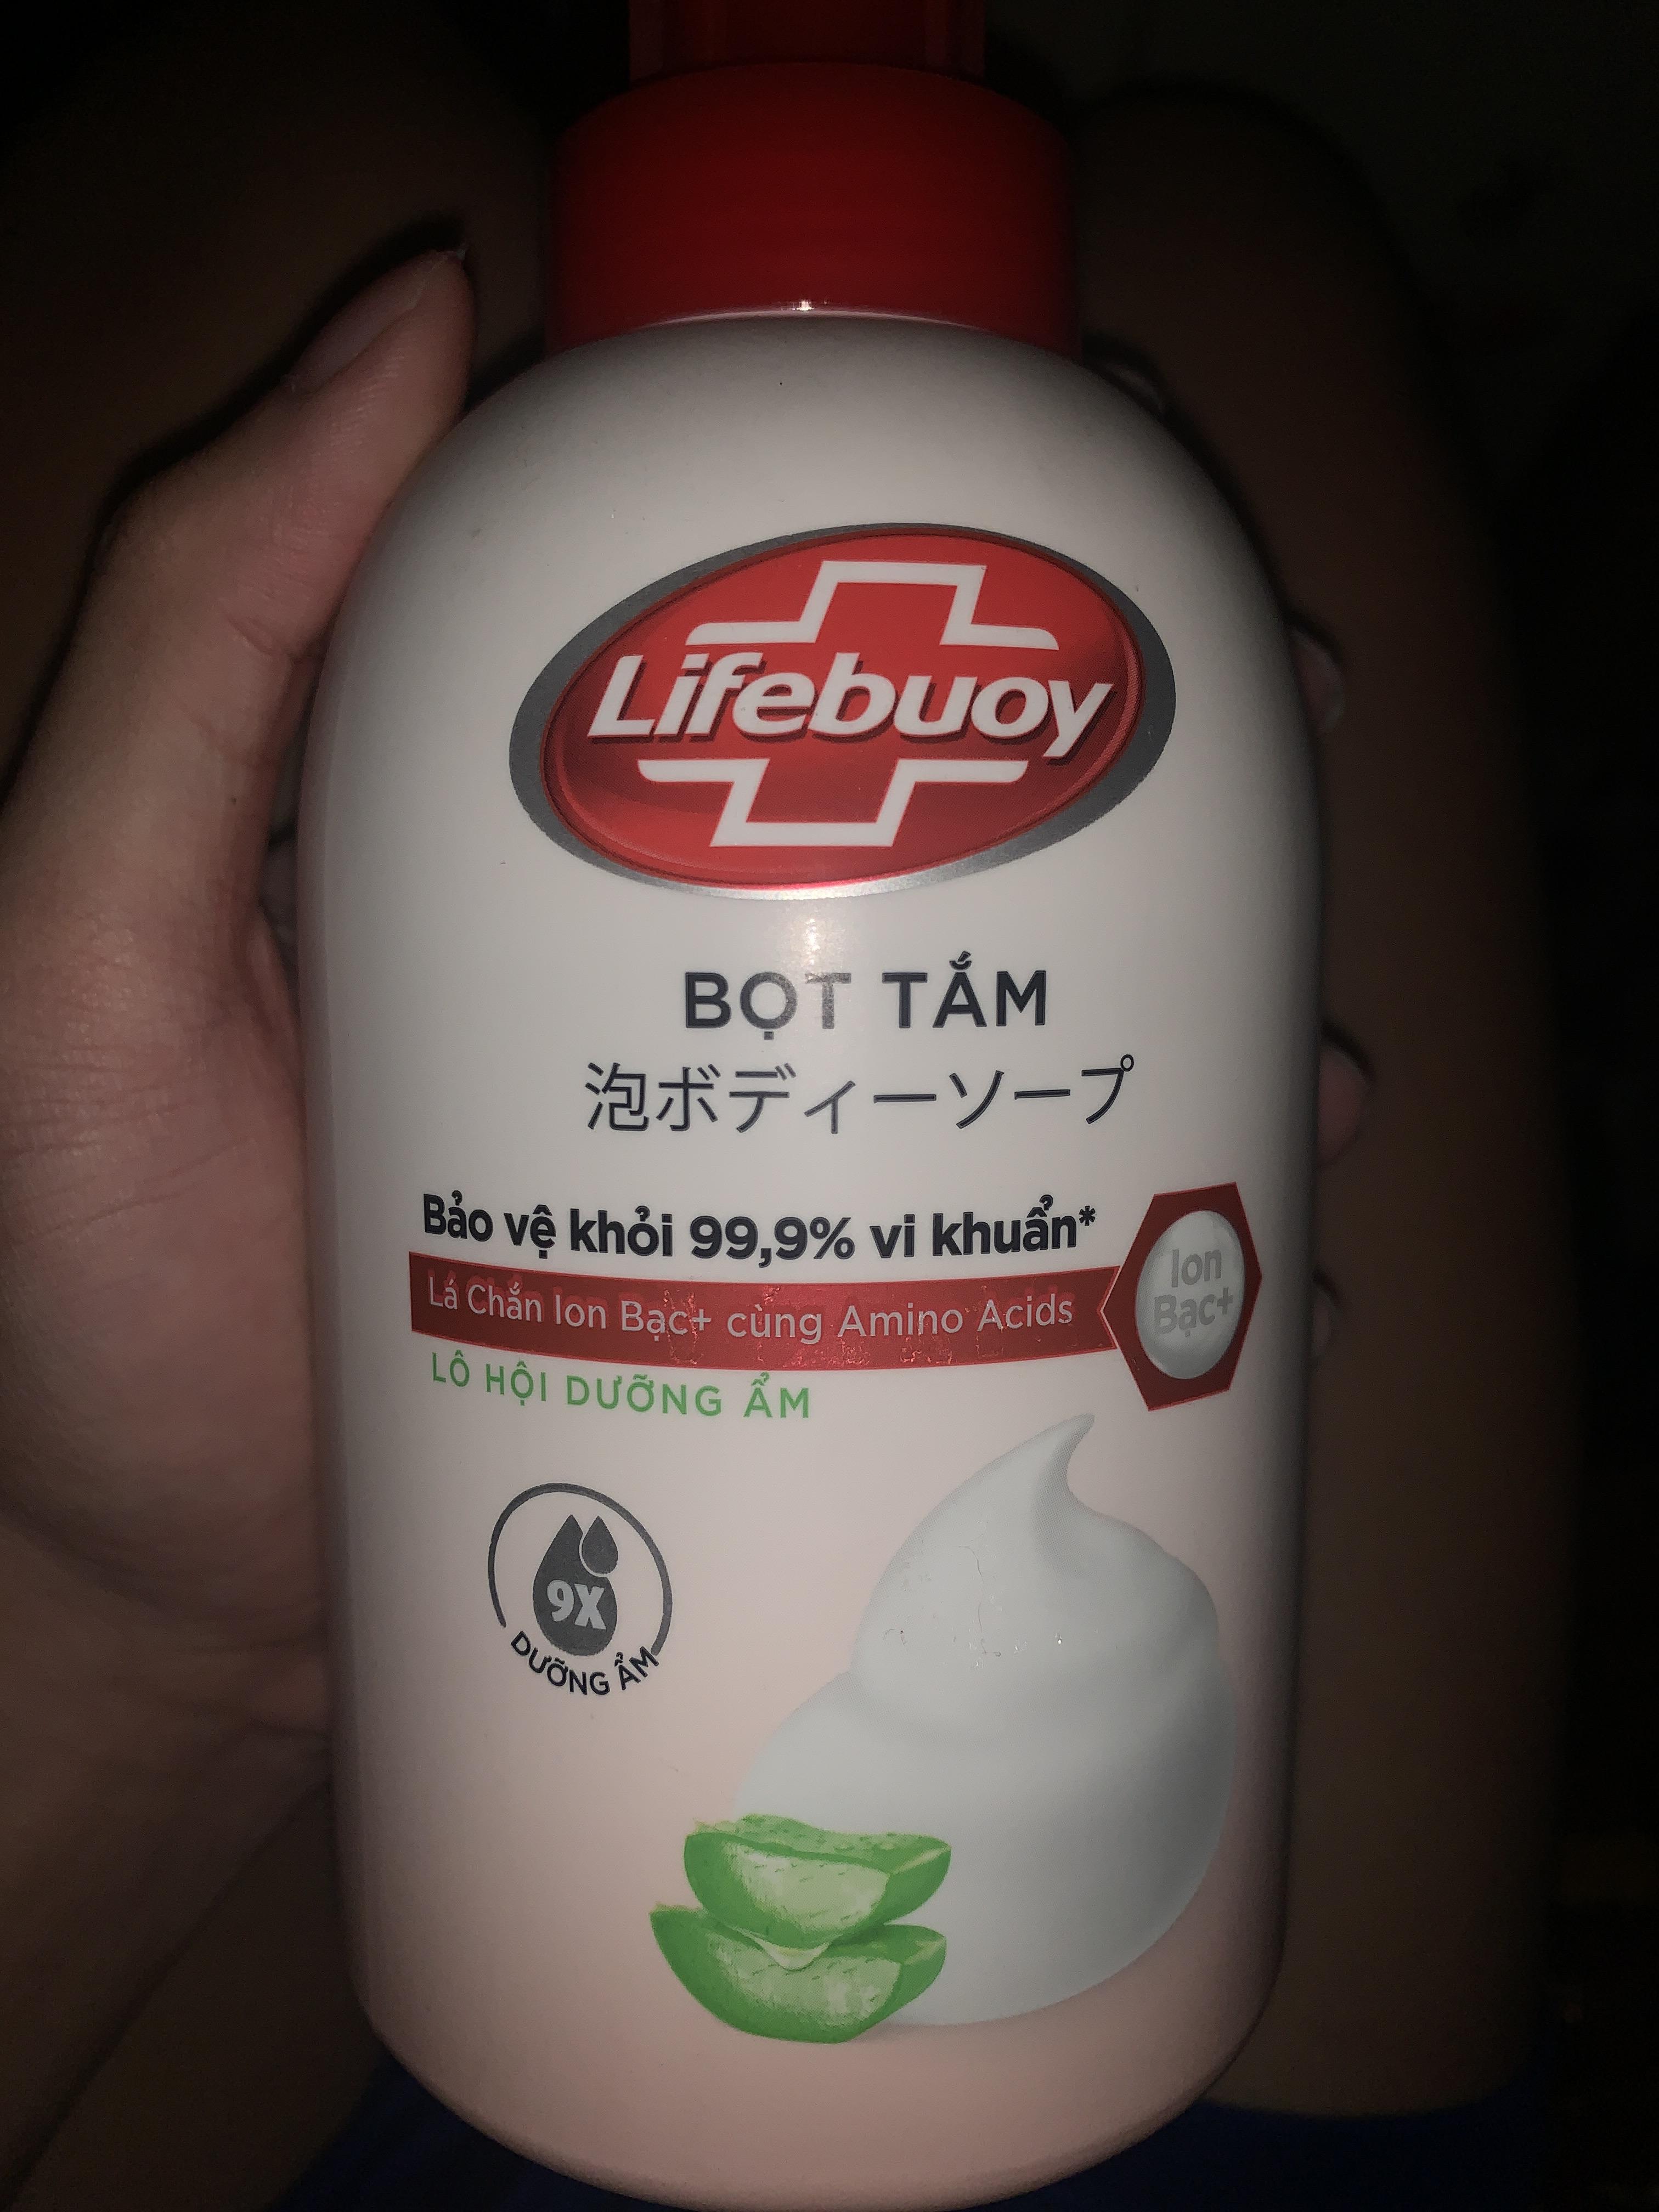 Lifebuoy
BỌT TẮM
泡ボディーソープ
Bảo vệ khỏi 99,9% vi khuẩn*
Lá Chắn Ion Bạc+ cùng Amino Acids
Ion
Bạc+
LÔ HỘI DƯỠNG ẨM
9X
DƯỠNG ẨM